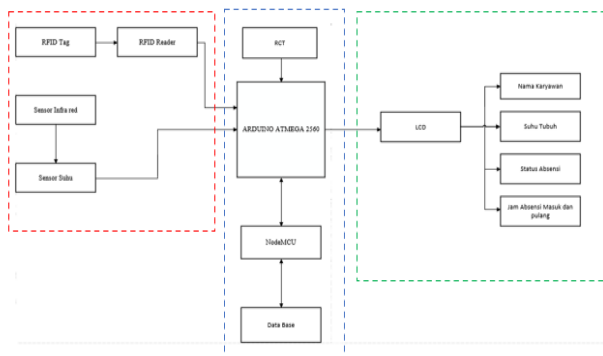 RFID Tag
RFID Reader
Sensor Infra red
Sensor Suhu
RCT
ARDUINO ATMEGA 2560
NodeMCU
Data Base
LCD
Nama Karyawan
Suhu Tubuh
Status Absensi
Jam Absensi Masuk dan
pulang